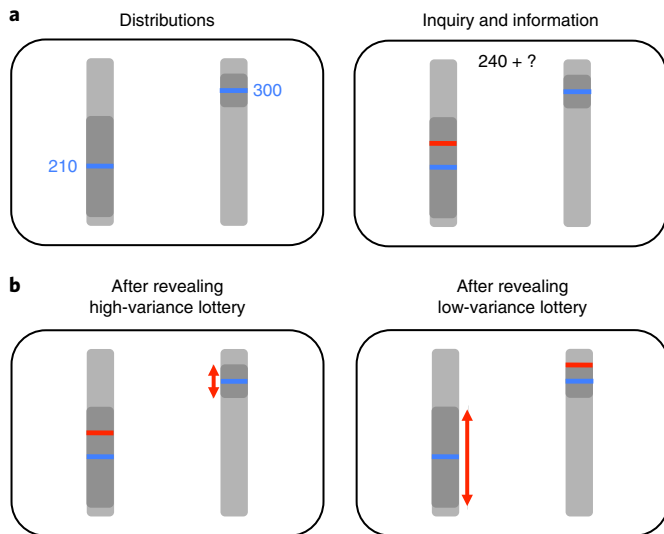 a
Distributions
Inquiry and information
210
300
240 + ?
b
After revealing
high-variance lottery
After revealing
low-variance lottery